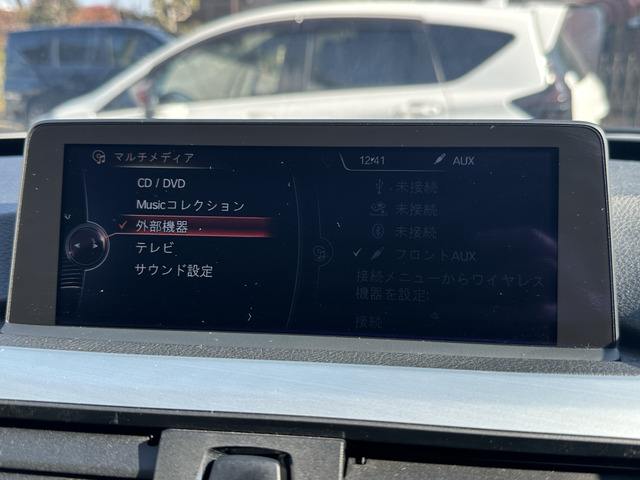 マルチメディア
12:41
AUX
CD / DVD
Musicコレクション
外部機器
テレビ
サウンド設定
未接続
未接続
未接続
フロントAUX
接続メニューからワイヤレス
機器を設定:
接続